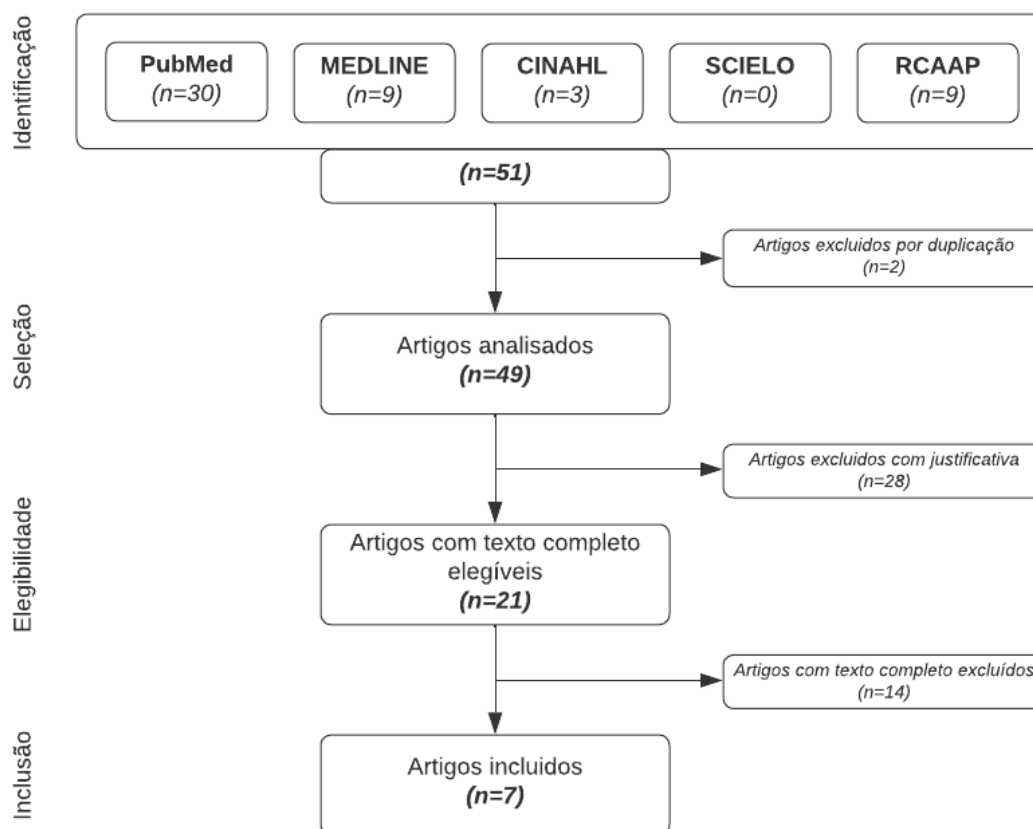 Identificação
PubMed
(n=30)
MEDLINE
(n=9)
CINAHL
(n=3)
SCIELO
(n=0)
RCAAP
(n=9)
(n=51)
Artigos excluidos por duplicação
(n=2)
Seleção
Artigos analisados
(n=49)
Artigos excluidos com justificativa
(n=28)
Elegibilidade
Artigos com texto completo
elegíveis
(n=21)
Artigos com texto completo excluídos
(n=14)
Inclusão
Artigos incluidos
(n=7)